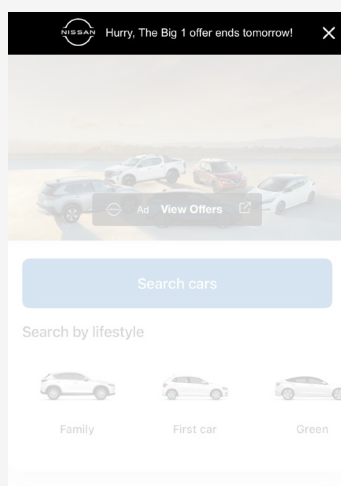 NISSAN Hurry, The Big 1 offer ends tomorrow!
Ad View Offers
Search cars
Search by lifestyle
Family First car Green